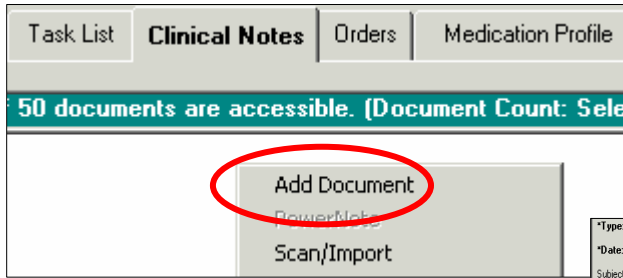 Task List Clinical Notes Orders Medication Profile
50 documents are accessible. (Document Count: Sele
Add Document
PowerNote
Scan/Import
*Type:
*Date:
Subject